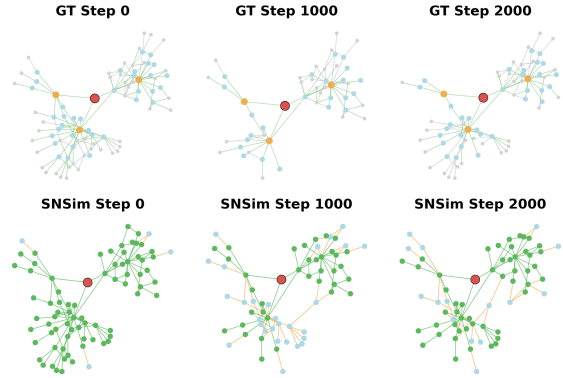 GT Step 0
GT Step 1000
GT Step 2000
SNSim Step 0
SNSim Step 1000
SNSim Step 2000